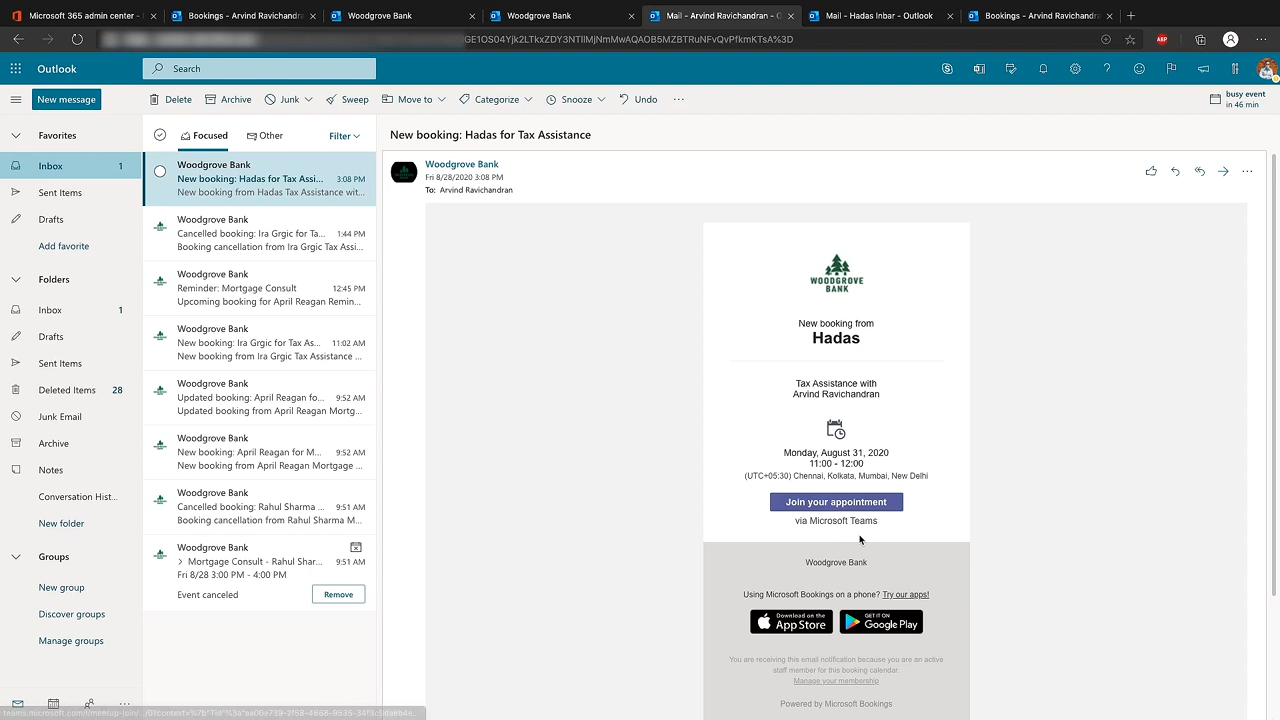 Microsoft 365 admin center
Bookings - Arvind Ravichandran
Woodgrove Bank
Woodgrove Bank
Mail - Arvind Ravichandran - O
Mail - Hadas Inbar - Outlook
Bookings - Arvind Ravichandran
GE1OS04Yjk2LTkxZDY3NTIlMjNmMwAQAOB5MZBTRuNFvQvPfkmKTsA%3D
Outlook
Search
New message
Delete
Archive
Junk
Sweep
Move to
Categorize
Snooze
Undo
busy event
in 46 min
Favorites
Inbox 1
Sent Items
Drafts
Add favorite
Folders
Inbox 1
Drafts
Sent Items
Deleted Items 28
Junk Email
Archive
Notes
Conversation Hist...
New folder
Groups
New group
Discover groups
Manage groups
Focused
Other
Filter
Woodgrove Bank
New booking: Hadas for Tax Assi... 3:08 PM
New booking from Hadas Tax Assistance wit...
Woodgrove Bank
Cancelled booking: Ira Grgic for Ta... 1:44 PM
Booking cancellation from Ira Grgic Tax Assi...
Woodgrove Bank
Reminder: Mortgage Consult 12:45 PM
Upcoming booking for April Reagan Remin...
Woodgrove Bank
New booking: Ira Grgic for Tax As... 11:02 AM
New booking from Ira Grgic Tax Assistance ...
Woodgrove Bank
Updated booking: April Reagan fo... 9:52 AM
Updated booking from April Reagan Mortg...
Woodgrove Bank
New booking: April Reagan for M... 9:52 AM
New booking from April Reagan Mortgage ...
Woodgrove Bank
Cancelled booking: Rahul Sharma ... 9:51 AM
Booking cancellation from Rahul Sharma M...
Woodgrove Bank
Mortgage Consult - Rahul Shar... 9:51 AM
Fri 8/28 3:00 PM - 4:00 PM
Event canceled
Remove
New booking: Hadas for Tax Assistance
Woodgrove Bank
Fri 8/28/2020 3:08 PM
To: Arvind Ravichandran
WOODGROVE
BANK
New booking from
Hadas
Tax Assistance with
Arvind Ravichandran
Monday, August 31, 2020
11:00 - 12:00
(UTC+05:30) Chennai, Kolkata, Mumbai, New Delhi
Join your appointment
via Microsoft Teams
Woodgrove Bank
Using Microsoft Bookings on a phone? Try our apps!
Download on the
App Store
GET IT ON
Google Play
You are receiving this email notification because you are an active
staff member for this booking calendar.
Manage your membership
Powered by Microsoft Bookings